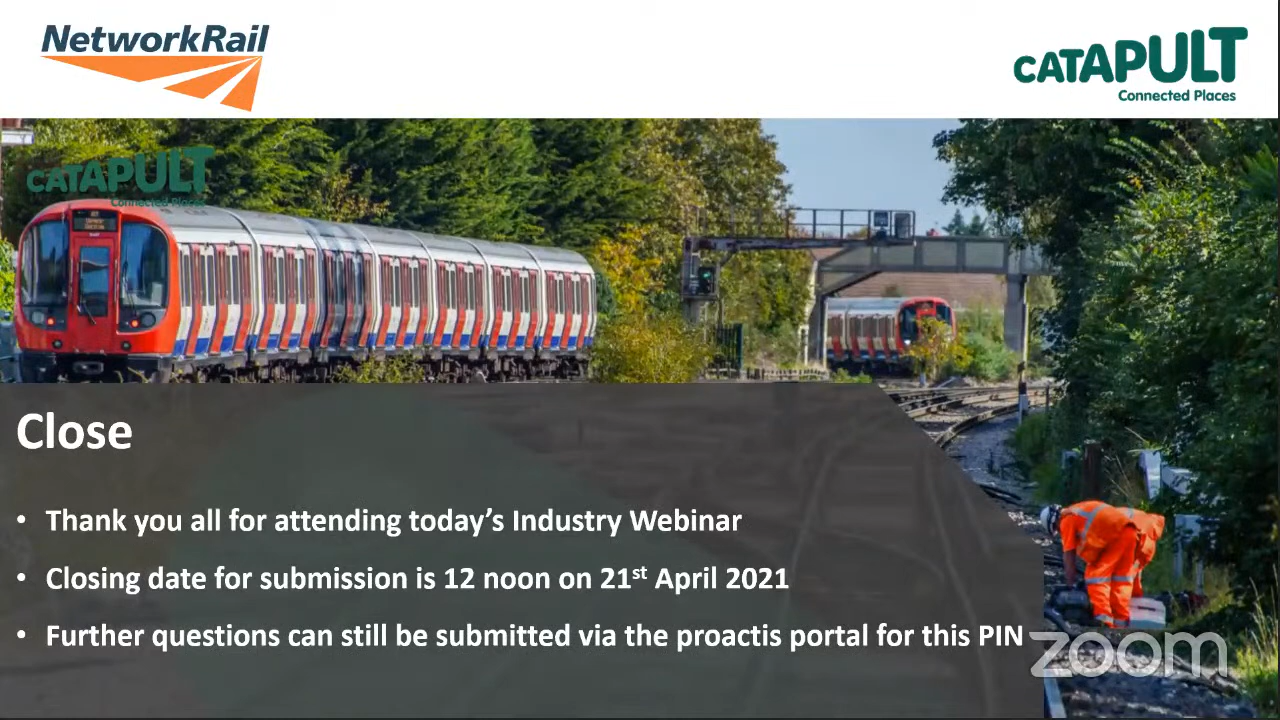 NetworkRail
CATAPULT
Connected Places
CATAPULT
Connected Places
Close
• Thank you all for attending today's Industry Webinar
• Closing date for submission is 12 noon on 21st April 2021
• Further questions can still be submitted via the proactis portal for this PIN
zoom